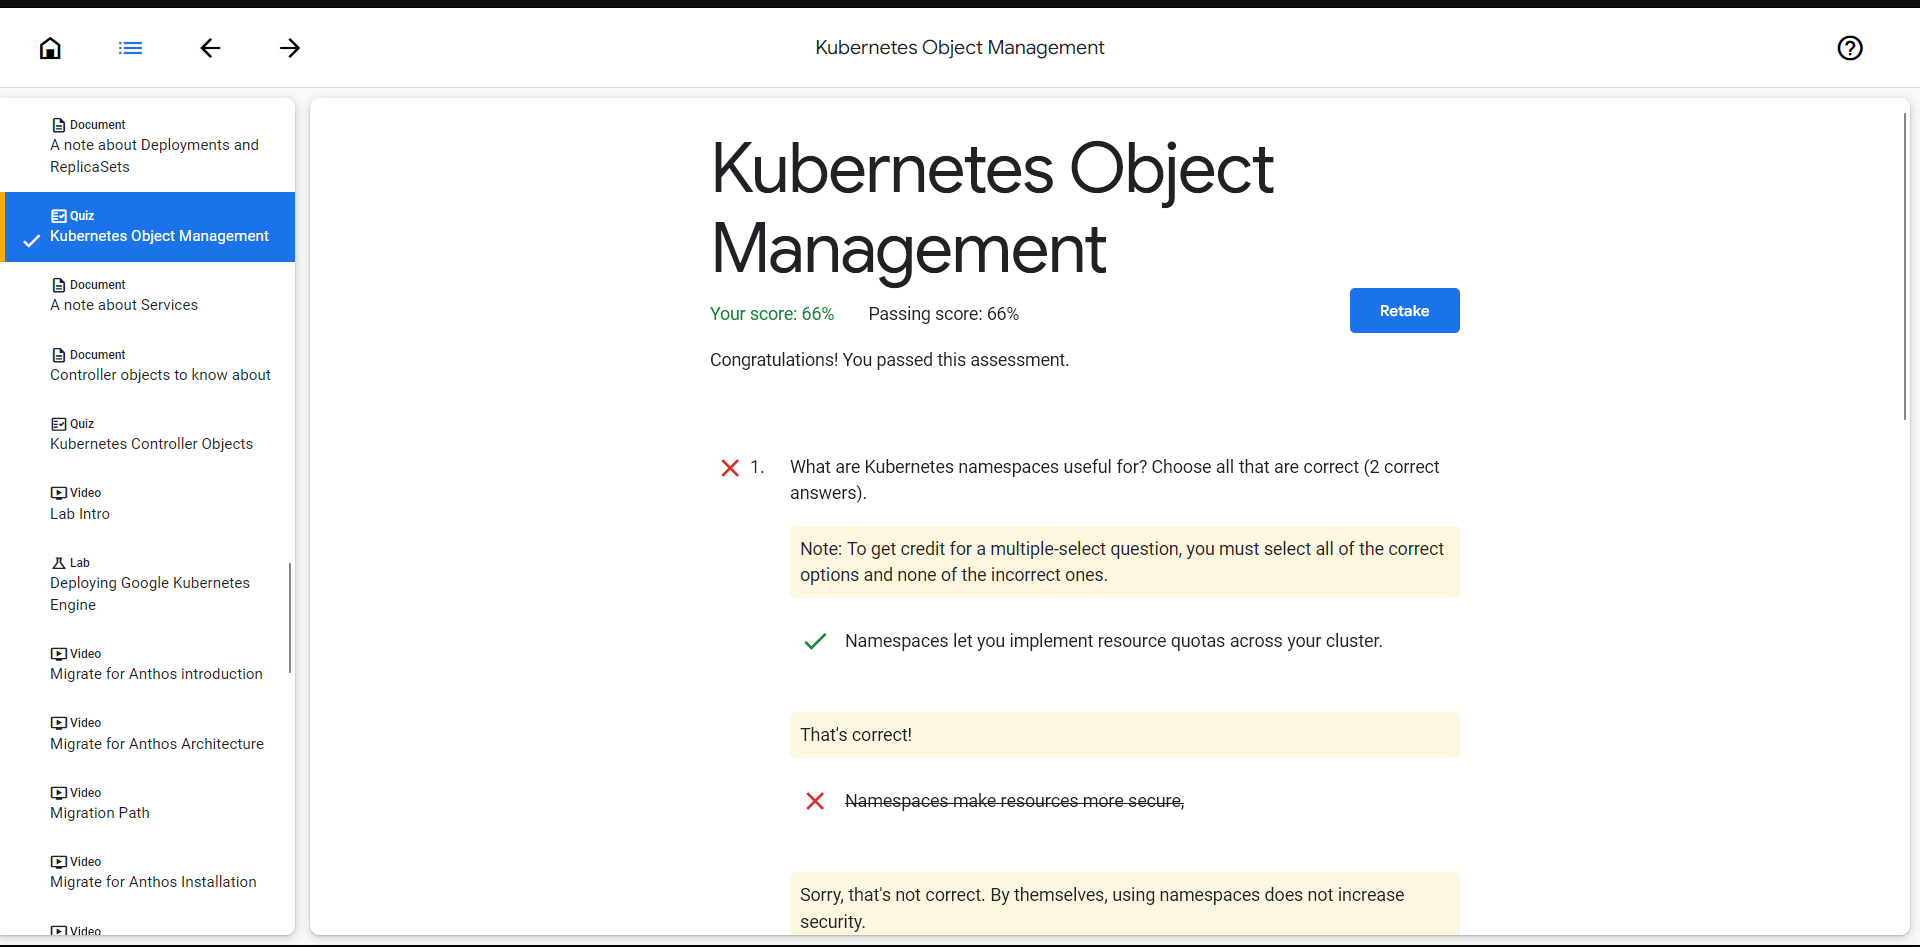 Kubernetes Object Management
Document
A note about Deployments and
ReplicaSets
Quiz
Kubernetes Object Management
Document
A note about Services
Document
Controller objects to know about
Quiz
Kubernetes Controller Objects
Video
Lab Intro
Lab
Deploying Google Kubernetes
Engine
Video
Migrate for Anthos introduction
Video
Migrate for Anthos Architecture
Video
Migration Path
Video
Migrate for Anthos Installation
Video
Kubernetes Object
Management
Your score: 66% Passing score: 66%
Retake
Congratulations! You passed this assessment.
1. What are Kubernetes namespaces useful for? Choose all that are correct (2 correct
answers).
Note: To get credit for a multiple-select question, you must select all of the correct
options and none of the incorrect ones.
Namespaces let you implement resource quotas across your cluster.
That's correct!
Namespaces make resources more secure,
Sorry, that's not correct. By themselves, using namespaces does not increase
security.